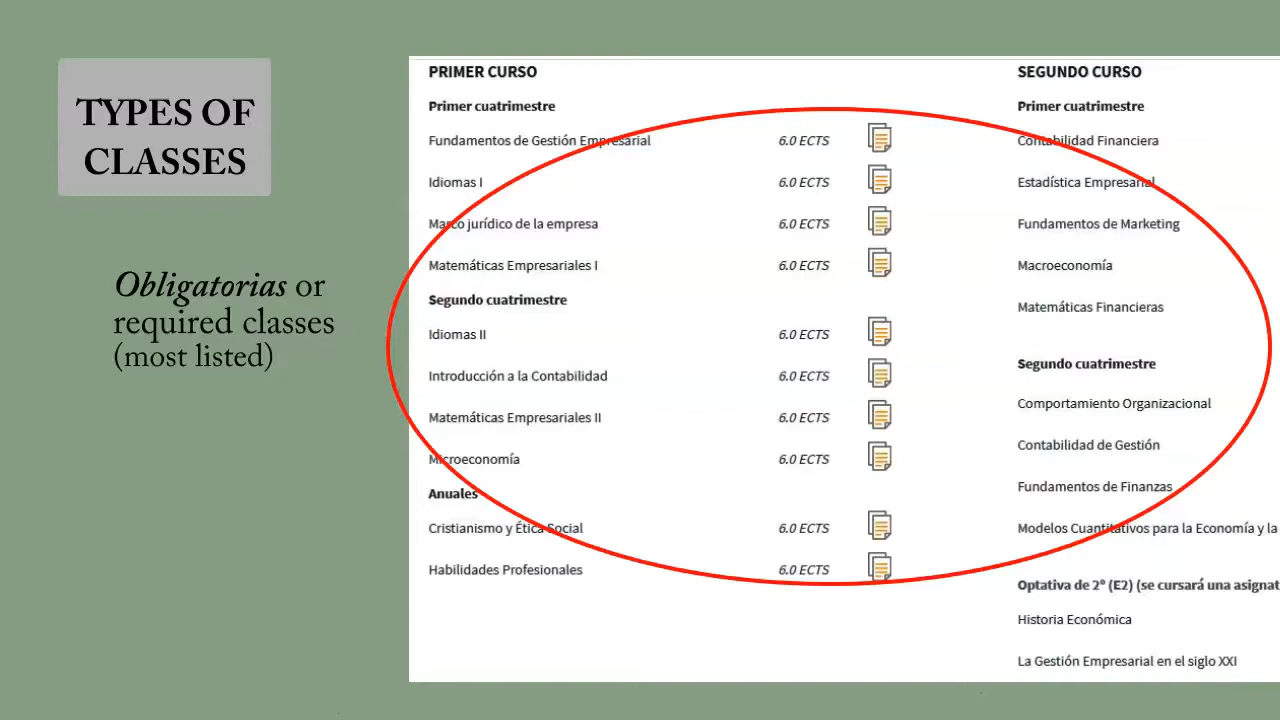 TYPES OF
CLASSES
Obligatorias or
required classes
(most listed)
PRIMER CURSO
Primer cuatrimestre
Fundamentos de Gestión Empresarial 6.0 ECTS
Idiomas I 6.0 ECTS
Marco jurídico de la empresa 6.0 ECTS
Matemáticas Empresariales I 6.0 ECTS
Segundo cuatrimestre
Idiomas II 6.0 ECTS
Introducción a la Contabilidad 6.0 ECTS
Matemáticas Empresariales II 6.0 ECTS
Microeconomía 6.0 ECTS
Anuales
Cristianismo y Ética Social 6.0 ECTS
Habilidades Profesionales 6.0 ECTS
SEGUNDO CURSO
Primer cuatrimestre
Contabilidad Financiera
Estadística Empresarial
Fundamentos de Marketing
Macroeconomía
Matemáticas Financieras
Segundo cuatrimestre
Comportamiento Organizacional
Contabilidad de Gestión
Fundamentos de Finanzas
Modelos Cuantitativos para la Economía y la
Optativa de 2º (E2) (se cursará una asignat
Historia Económica
La Gestión Empresarial en el siglo XXI